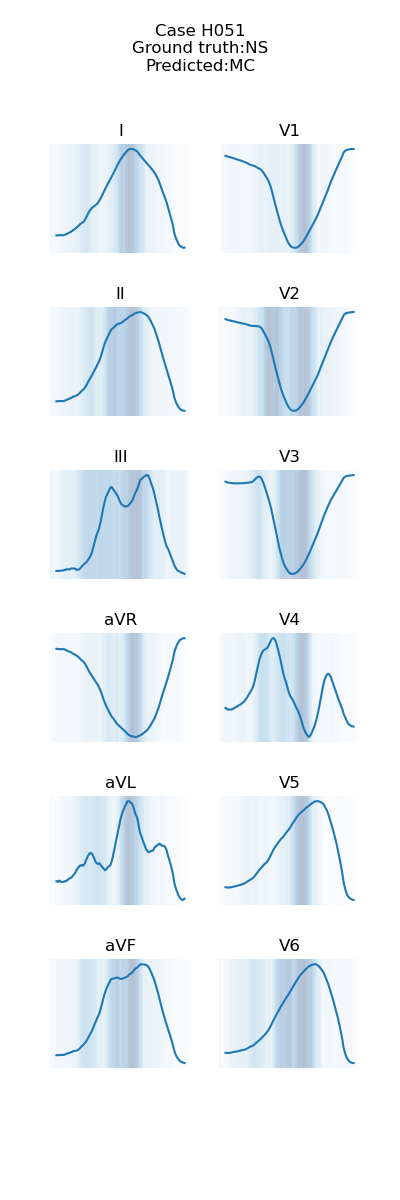 Case H051
Ground truth:NS
Predicted:MC
I
V1
II
V2
III
V3
aVR
V4
aVL
V5
aVF
V6